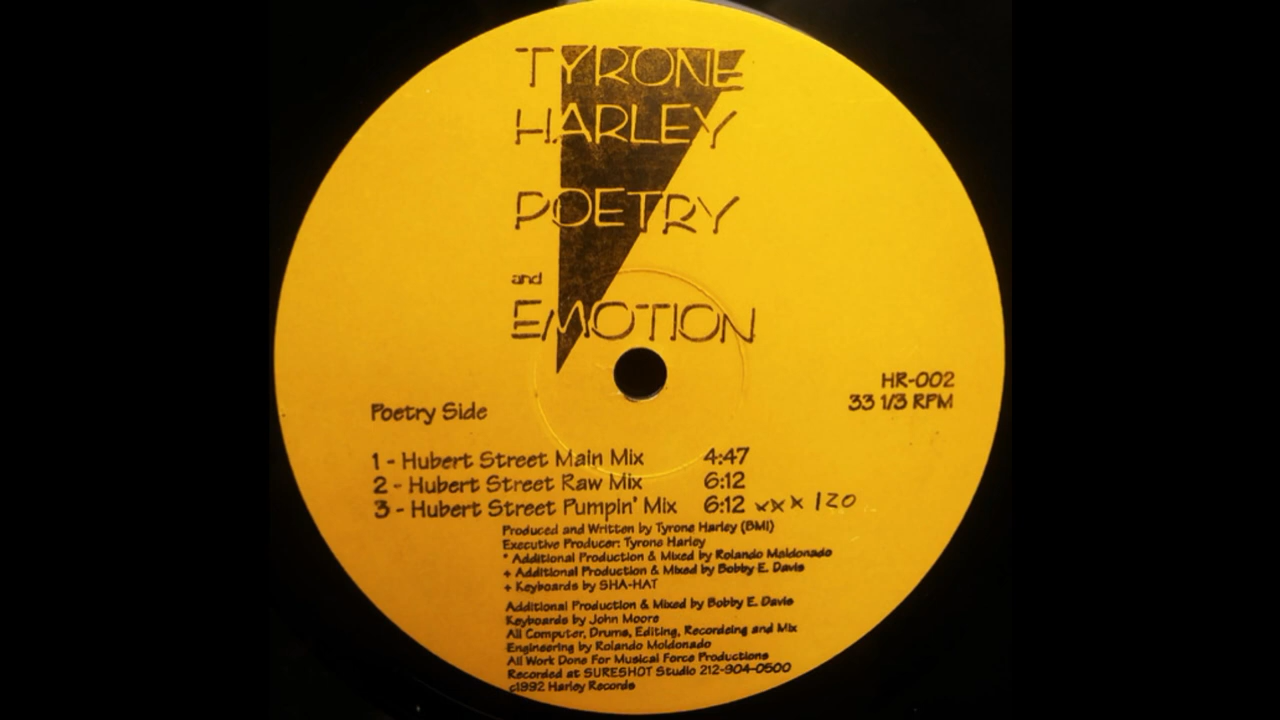 TYRONE
HARLEY
POETRY
and
EMOTION
HR-002
33 1/3 RPM
Poetry Side
1 - Hubert Street Main Mix 4:47
2 - Hubert Street Raw Mix 6:12
3 - Hubert Street Pumpin' Mix 6:12 xxx 120
Produced and Written by Tyrone Harley (BMI)
Executive Producer: Tyrone Harley
* Additional Production & Mixed by Rolando Maldonado
+ Additional Production & Mixed by Bobby E. Davis
+ Keyboards by SHA-HAT
Additional Production & Mixed by Bobby E. Davis
Keyboards by John Moore
All Computer, Drums, Editing, Recordeing and Mix
Engineering by Rolando Moldonado
All Work Done For Musical Force Productions
Recorded at SURESHOT Studio 212-904-0500
c1992 Harley Records